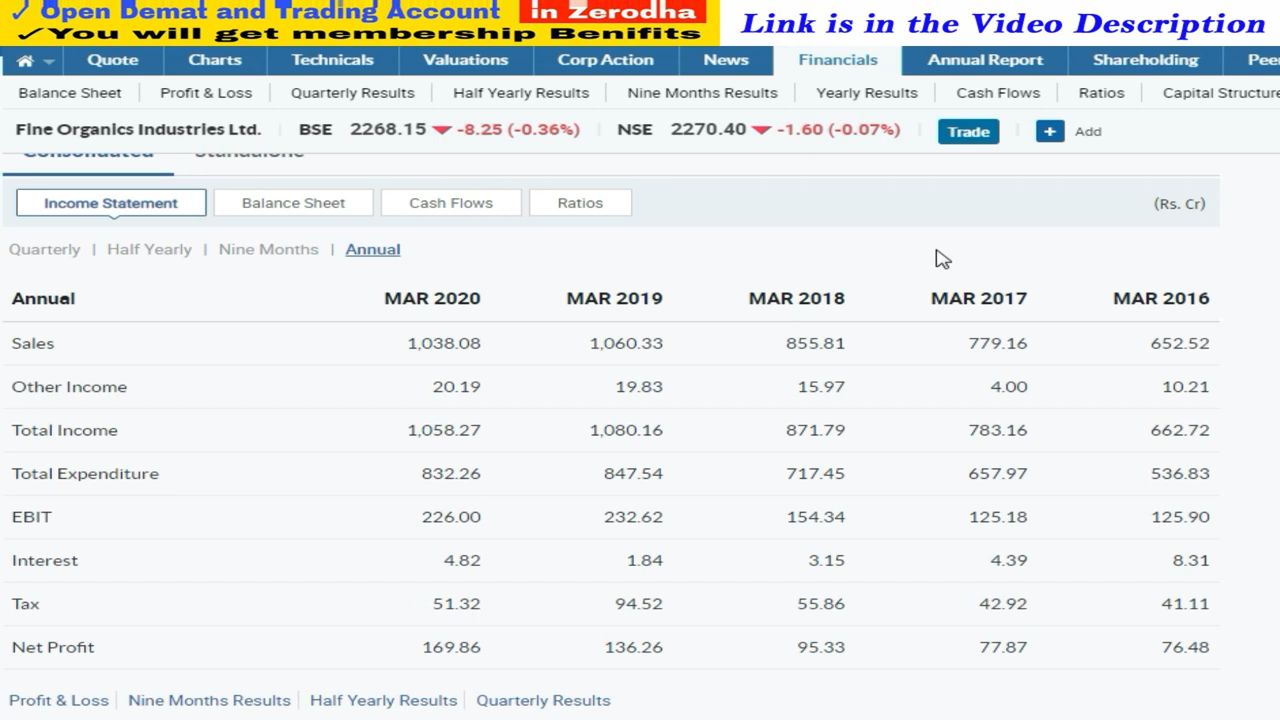 ✓ Open Demat and Trading Account In Zerodha
✓You will get membership Benifits
Link is in the Video Description
Quote Charts Technicals Valuations Corp Action News Financials Annual Report Shareholding Pee
Balance Sheet | Profit & Loss | Quarterly Results | Half Yearly Results | Nine Months Results | Yearly Results | Cash Flows | Ratios | Capital Structure
Fine Organics Industries Ltd. BSE 2268.15 -8.25 (-0.36%) NSE 2270.40 -1.60 (-0.07%) Trade + Add
Consolidated Standalone
Income Statement Balance Sheet Cash Flows Ratios (Rs. Cr)
Quarterly | Half Yearly | Nine Months | Annual
Annual MAR 2020 MAR 2019 MAR 2018 MAR 2017 MAR 2016
Sales 1,038.08 1,060.33 855.81 779.16 652.52
Other Income 20.19 19.83 15.97 4.00 10.21
Total Income 1,058.27 1,080.16 871.79 783.16 662.72
Total Expenditure 832.26 847.54 717.45 657.97 536.83
EBIT 226.00 232.62 154.34 125.18 125.90
Interest 4.82 1.84 3.15 4.39 8.31
Tax 51.32 94.52 55.86 42.92 41.11
Net Profit 169.86 136.26 95.33 77.87 76.48
Profit & Loss | Nine Months Results | Half Yearly Results | Quarterly Results